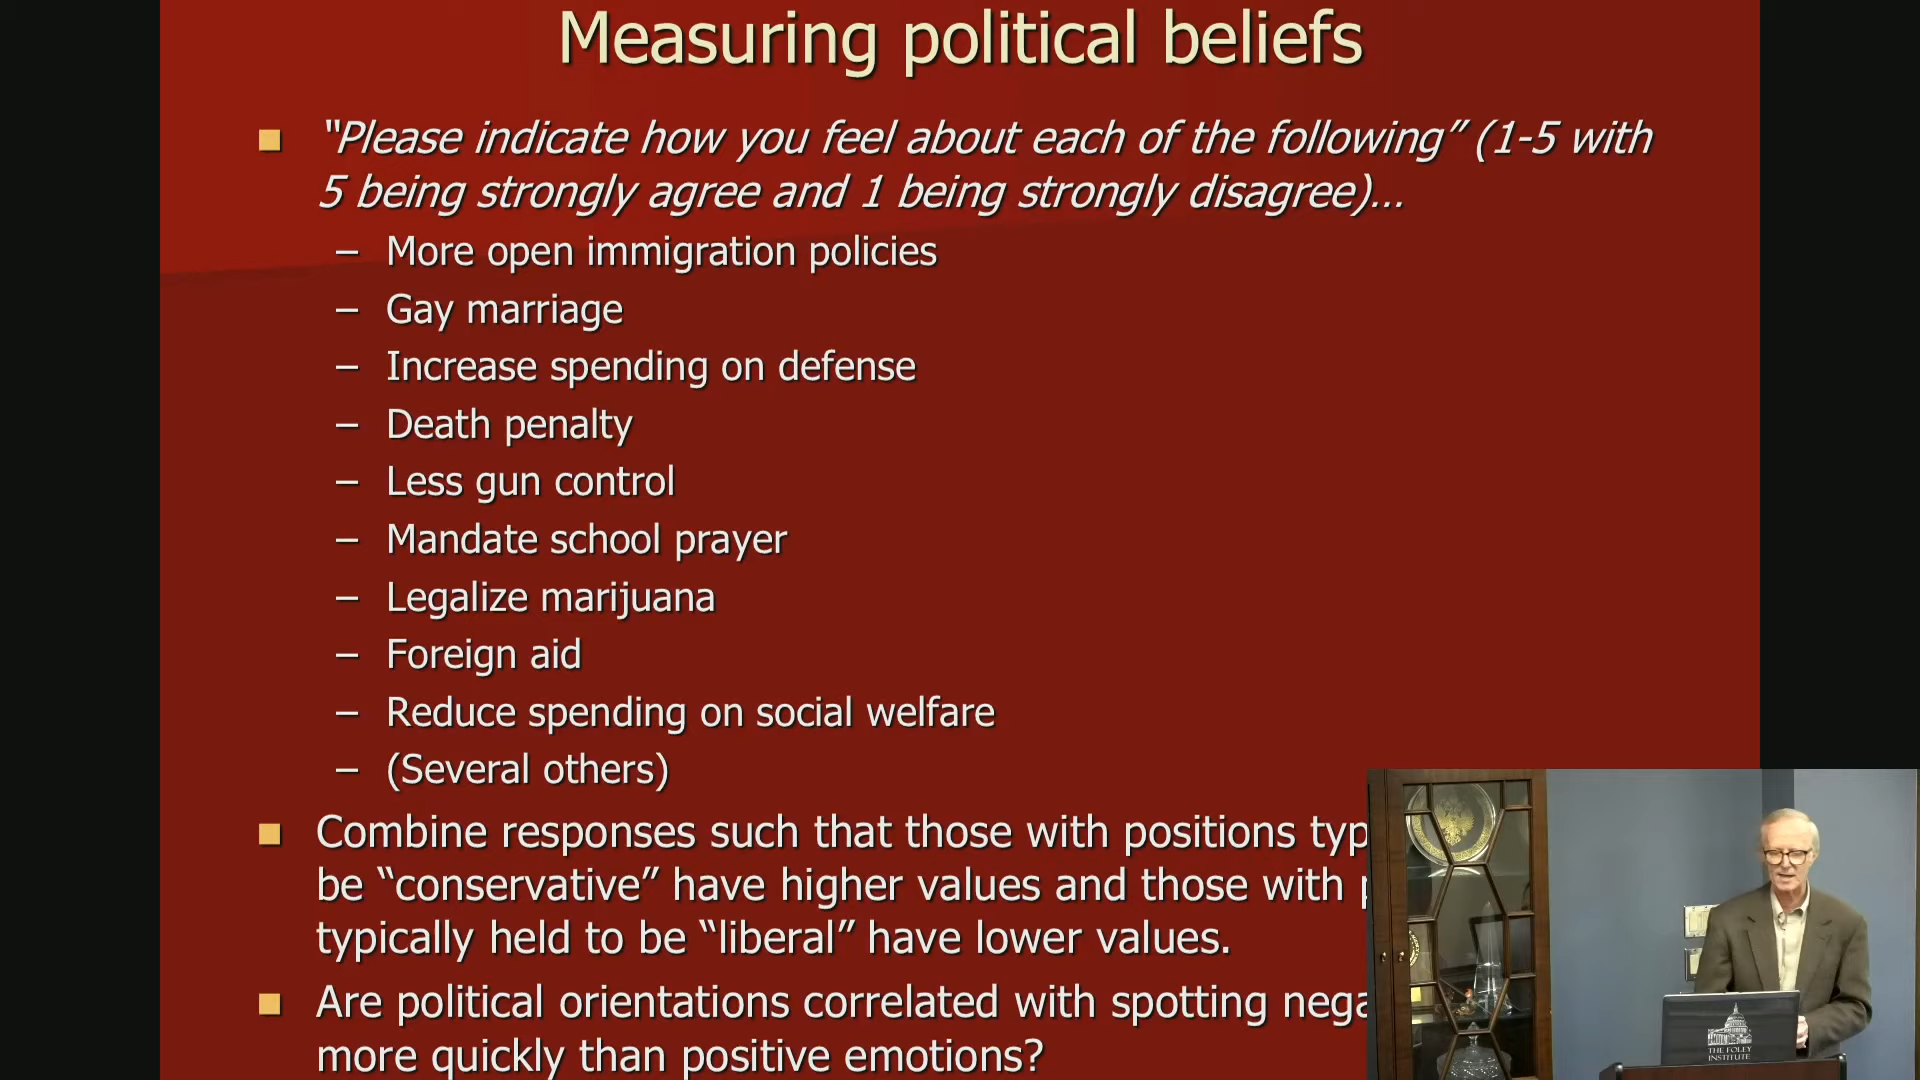 Measuring political beliefs
■ “Please indicate how you feel about each of the following” (1-5 with
5 being strongly agree and 1 being strongly disagree)…
– More open immigration policies
– Gay marriage
– Increase spending on defense
– Death penalty
– Less gun control
– Mandate school prayer
– Legalize marijuana
– Foreign aid
– Reduce spending on social welfare
– (Several others)
■ Combine responses such that those with positions typ
be “conservative” have higher values and those with
typically held to be “liberal” have lower values.
■ Are political orientations correlated with spotting nega
more quickly than positive emotions?
THE FOLEY
INSTITUTE